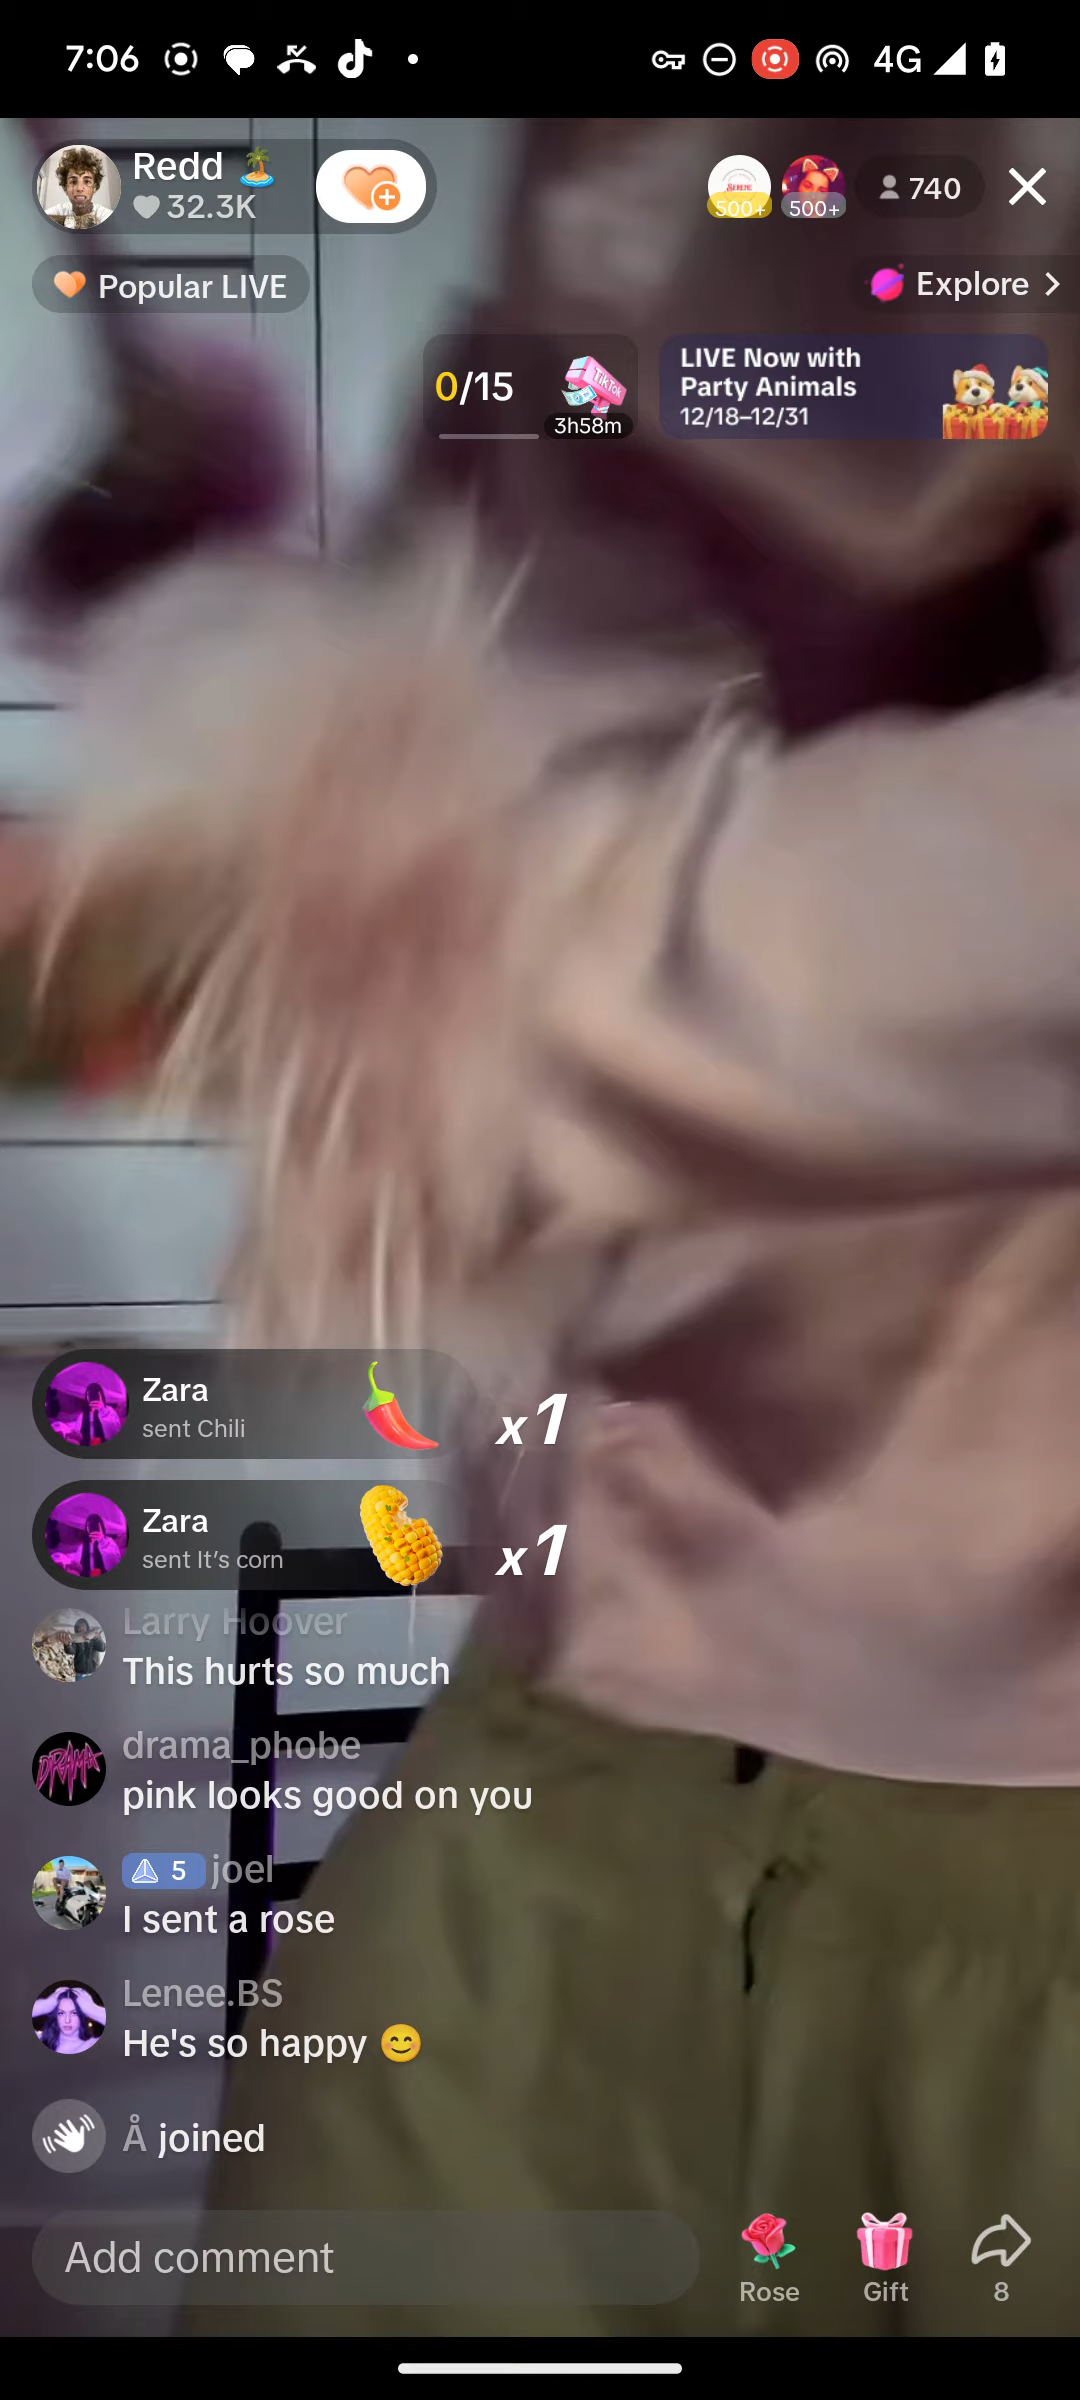 7:06
4G
Redd 🏝️
32.3K
500+
500+
740
Popular LIVE
Explore
0/15
TikTok
3h58m
LIVE Now with
Party Animals
12/18–12/31
Zara
sent Chili
x1
Zara
sent It’s corn
x1
Larry Hoover
This hurts so much
drama_phobe
pink looks good on you
5 joel
I sent a rose
Lenee.BS
He's so happy 😊
Å joined
Add comment
Rose
Gift
8